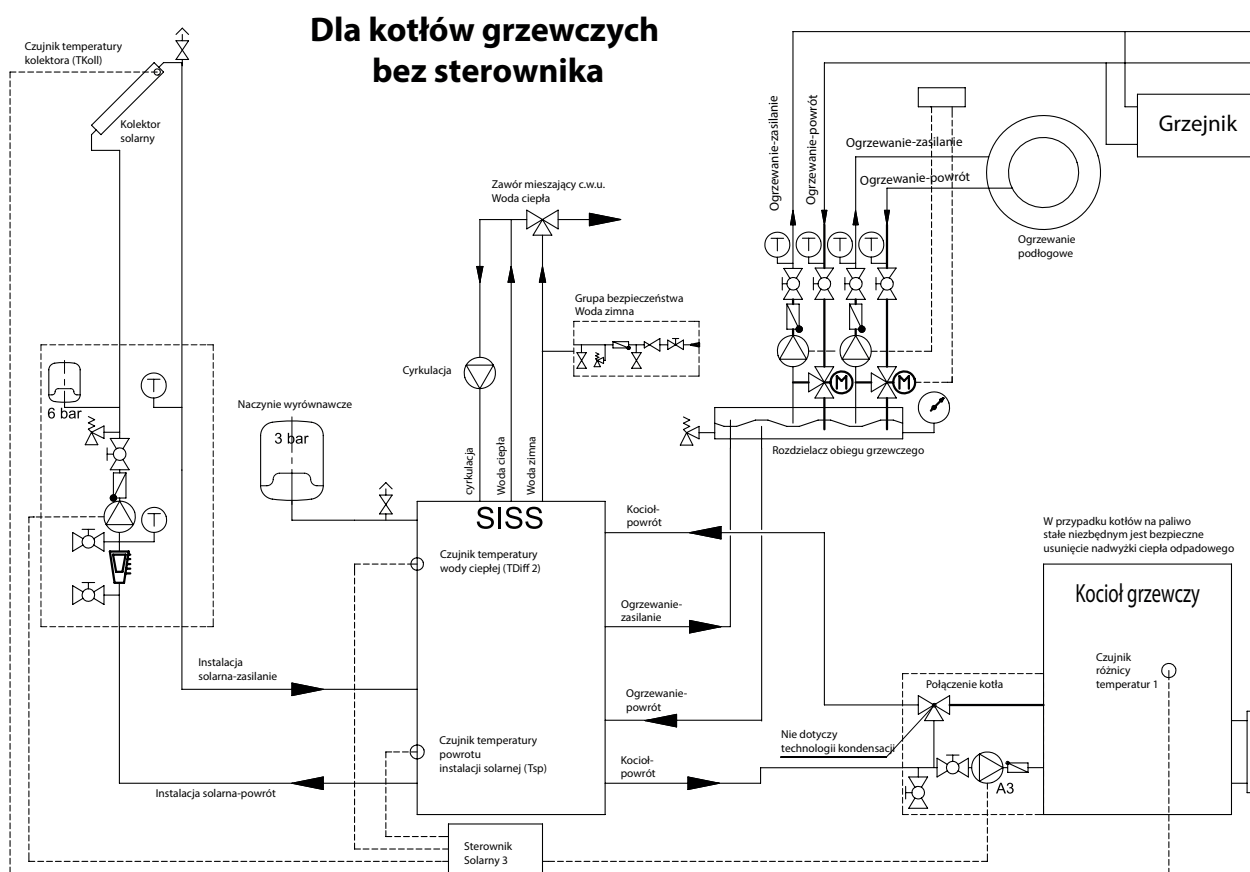 Dla kotłów grzewczych
bez sterownika
Czujnik temperatury
kolektora (TKoll)
Kolektor
solarny
Ogrzewanie-zasilanie
Ogrzewanie-powrót
Ogrzewanie-zasilanie
Ogrzewanie-powrót
Grzejnik
Ogrzewanie
podłogowe
Zawór mieszający c.w.u.
Woda ciepła
T
T
T
T
Grupa bezpieczeństwa
Woda zimna
Cyrkulacja
6 bar
T
M
M
Naczynie wyrównawcze
3 bar
Rozdzielacz obiegu grzewczego
cyrkulacja
Woda ciepła
Woda zimna
T
SISS
Kocioł-
powrót
W przypadku kotłów na paliwo
stałe niezbędnym jest bezpieczne
usunięcie nadwyżki ciepła odpadowego
Czujnik temperatury
wody ciepłej (TDiff 2)
Kocioł grzewczy
Ogrzewanie-
zasilanie
Instalacja
solarna-zasilanie
Czujnik
różnicy
temperatur 1
Połączenie kotła
Ogrzewanie-
powrót
Nie dotyczy
technologii kondensacji
Czujnik temperatury
powrotu
instalacji solarnej (Tsp)
Kocioł-
powrót
Instalacja solarna-powrót
A3
Sterownik
Solarny 3